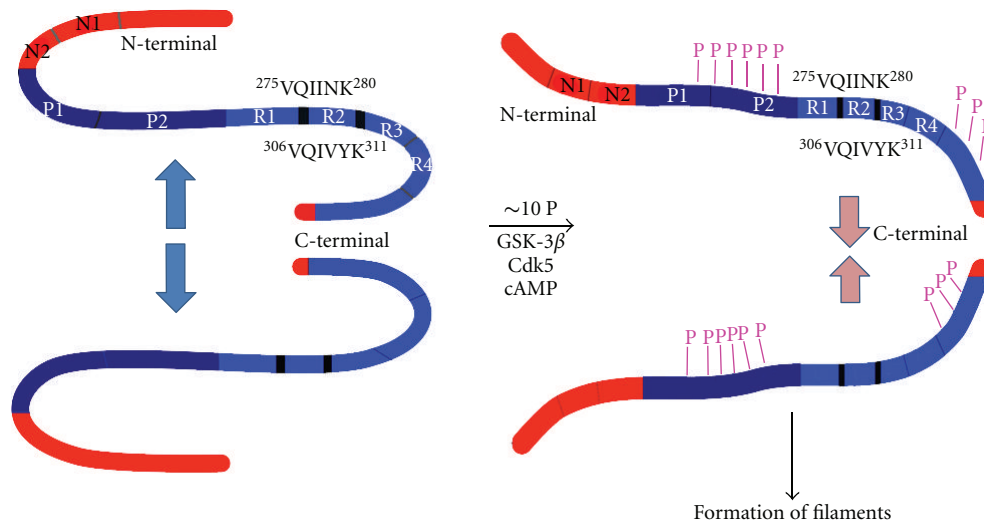 N1
N2
N-terminal
P1
P2
R1
R2
R3
R4
²⁷⁵VQIINK²⁸⁰
³⁰⁶VQIVYK³¹¹
C-terminal
~10 P
GSK-3β
Cdk5
cAMP
P P P P P P
N1
N2
N-terminal
P1
P2
R1
R2
R3
R4
²⁷⁵VQIINK²⁸⁰
³⁰⁶VQIVYK³¹¹
P
P
C-terminal
P
P
P
P P P P P P
Formation of filaments